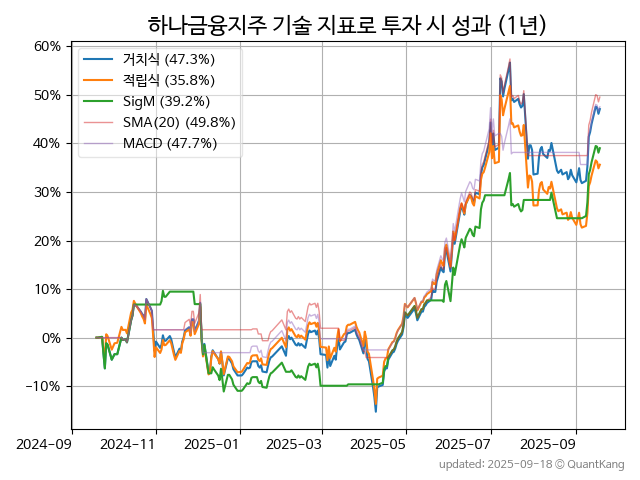 하나금융지주 기술 지표로 투자 시 성과 (1년)
60%
50%
40%
30%
20%
10%
0%
−10%
거치식 (47.3%)
적립식 (35.8%)
SigM (39.2%)
SMA(20) (49.8%)
MACD (47.7%)
2024-09 2024-11 2025-01 2025-03 2025-05 2025-07 2025-09
updated: 2025-09-18 ⓒ QuantKang